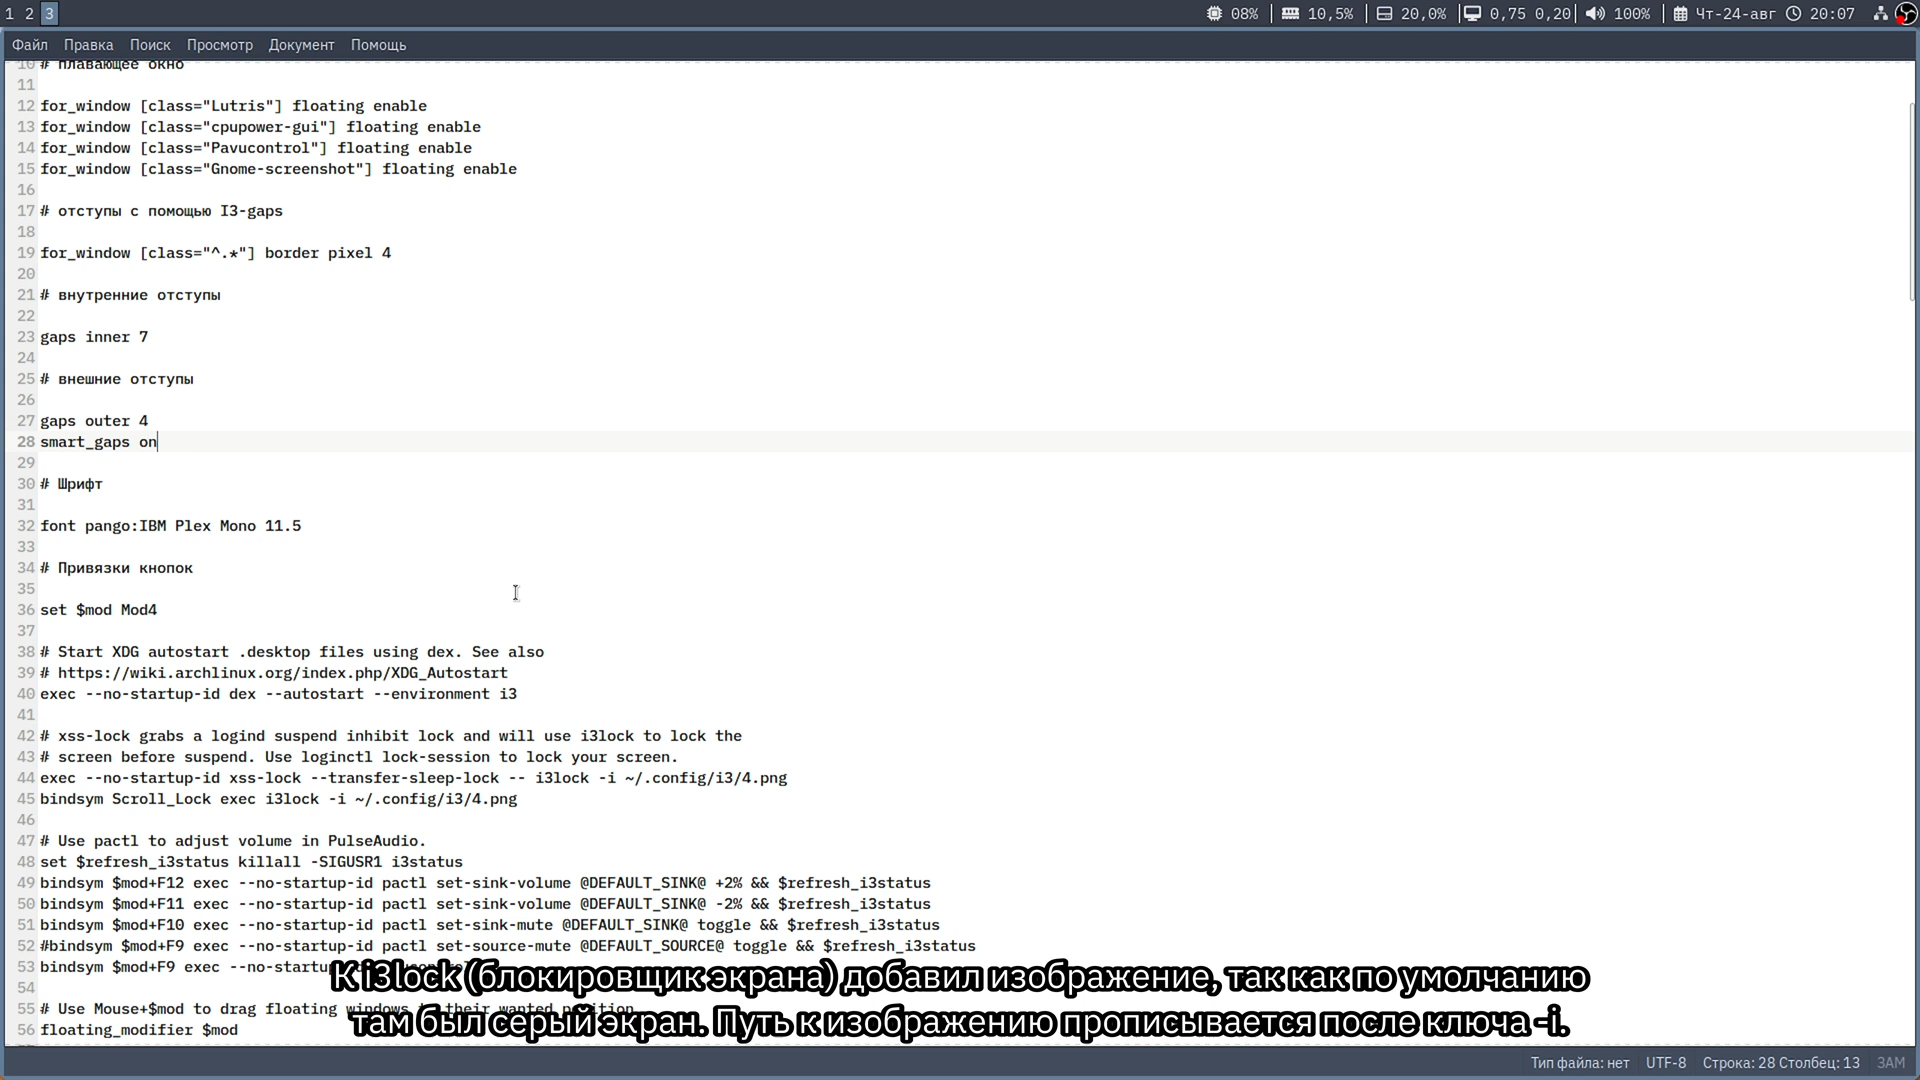 1 2 3 08% 10,5% 20,0% 0,75 0,20 100% Чт-24-авг 20:07
Файл Правка Поиск Просмотр Документ Помощь
10 # плавающее окно
11
12 for_window [class="Lutris"] floating enable
13 for_window [class="cpupower-gui"] floating enable
14 for_window [class="Pavucontrol"] floating enable
15 for_window [class="Gnome-screenshot"] floating enable
16
17 # отступы с помощью I3-gaps
18
19 for_window [class="^.*"] border pixel 4
20
21 # внутренние отступы
22
23 gaps inner 7
24
25 # внешние отступы
26
27 gaps outer 4
28 smart_gaps on
29
30 # Шрифт
31
32 font pango:IBM Plex Mono 11.5
33
34 # Привязки кнопок
35
36 set $mod Mod4
37
38 # Start XDG autostart .desktop files using dex. See also
39 # https://wiki.archlinux.org/index.php/XDG_Autostart
40 exec --no-startup-id dex --autostart --environment i3
41
42 # xss-lock grabs a logind suspend inhibit lock and will use i3lock to lock the
43 # screen before suspend. Use loginctl lock-session to lock your screen.
44 exec --no-startup-id xss-lock --transfer-sleep-lock -- i3lock -i ~/.config/i3/4.png
45 bindsym Scroll_Lock exec i3lock -i ~/.config/i3/4.png
46
47 # Use pactl to adjust volume in PulseAudio.
48 set $refresh_i3status killall -SIGUSR1 i3status
49 bindsym $mod+F12 exec --no-startup-id pactl set-sink-volume @DEFAULT_SINK@ +2% && $refresh_i3status
50 bindsym $mod+F11 exec --no-startup-id pactl set-sink-volume @DEFAULT_SINK@ -2% && $refresh_i3status
51 bindsym $mod+F10 exec --no-startup-id pactl set-sink-mute @DEFAULT_SINK@ toggle && $refresh_i3status
52 #bindsym $mod+F9 exec --no-startup-id pactl set-source-mute @DEFAULT_SOURCE@ toggle && $refresh_i3status
53 bindsym $mod+F9 exec
К i3lock (блокировщик экрана) добавил изображение, так как по умолчанию
54
55 # Use Mouse+$mod to drag floating windows their wanted
там был серый экран. Путь к изображению прописывается после ключа -i.
56 floating_modifier $mod
Тип файла: нет UTF-8 Строка: 28 Столбец: 13 ЗАМ